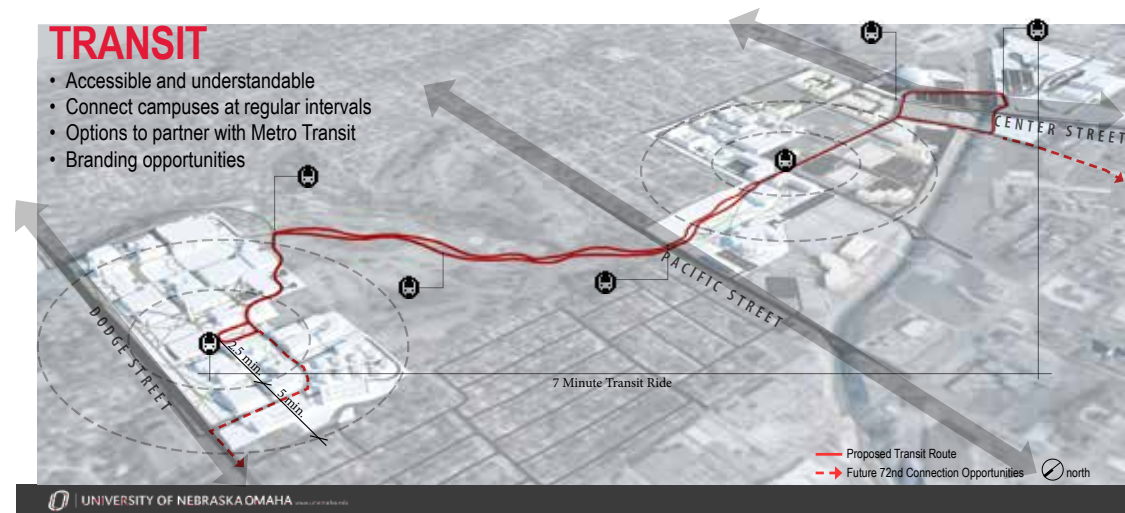 TRANSIT
• Accessible and understandable
• Connect campuses at regular intervals
• Options to partner with Metro Transit
• Branding opportunities
CENTER STREET
PACIFIC STREET
DODGE STREET
2.5 min.
5 min.
7 Minute Transit Ride
Proposed Transit Route
Future 72nd Connection Opportunities
north
UNIVERSITY OF NEBRASKA OMAHA